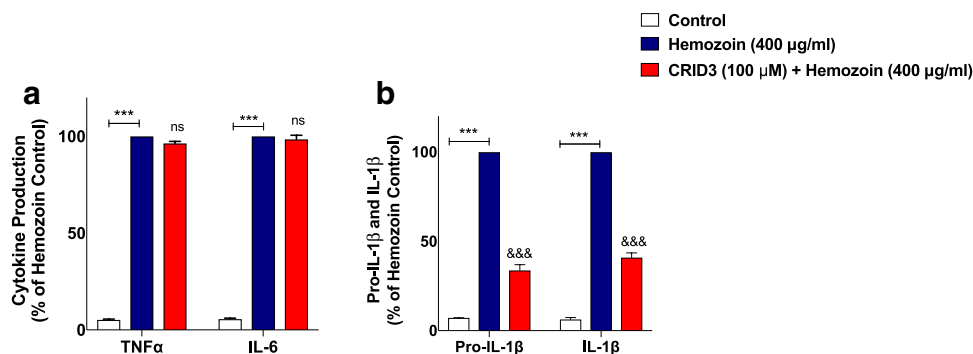 Control
Hemozoin (400 µg/ml)
CRID3 (100 µM) + Hemozoin (400 µg/ml)
a
Cytokine Production
(% of Hemozoin Control)
100
50
0
***
ns
***
ns
TNFα
IL-6
b
Pro-IL-1β and IL-1β
(% of Hemozoin Control)
100
50
0
***
&&&
***
&&&
Pro-IL-1β
IL-1β